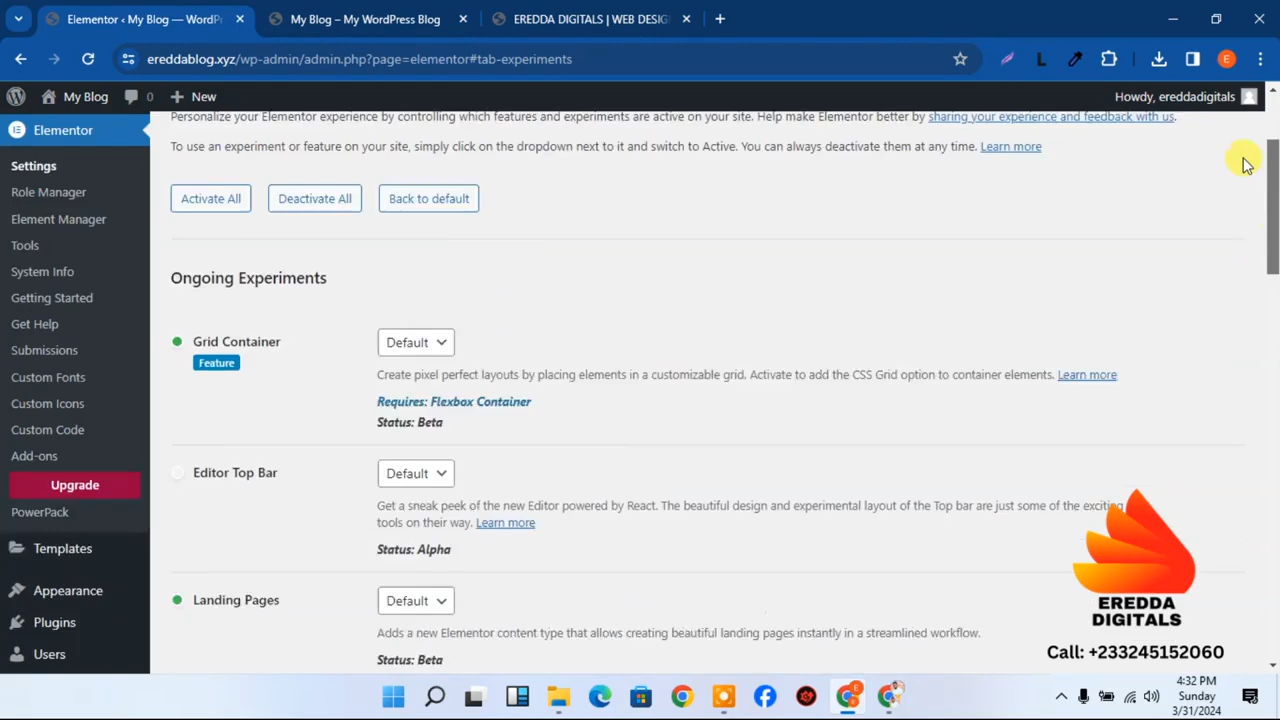 Elementor ‹ My Blog — WordPr
My Blog – My WordPress Blog
EREDDA DIGITALS | WEB DESIG
ereddablog.xyz/wp-admin/admin.php?page=elementor#tab-experiments
L
E
My Blog
0
New
Howdy, ereddadigitals
Elementor
Settings
Role Manager
Element Manager
Tools
System Info
Getting Started
Get Help
Submissions
Custom Fonts
Custom Icons
Custom Code
Add-ons
Upgrade
PowerPack
Templates
Appearance
Plugins
Users
Personalize your Elementor experience by controlling which features and experiments are active on your site. Help make Elementor better by sharing your experience and feedback with us.
To use an experiment or feature on your site, simply click on the dropdown next to it and switch to Active. You can always deactivate them at any time. Learn more
Activate All
Deactivate All
Back to default
Ongoing Experiments
Grid Container
Feature
Default
Create pixel perfect layouts by placing elements in a customizable grid. Activate to add the CSS Grid option to container elements. Learn more
Requires: Flexbox Container
Status: Beta
Editor Top Bar
Default
Get a sneak peek of the new Editor powered by React. The beautiful design and experimental layout of the Top bar are just some of the exciting
tools on their way. Learn more
Status: Alpha
Landing Pages
Default
Adds a new Elementor content type that allows creating beautiful landing pages instantly in a streamlined workflow.
Status: Beta
EREDDA
DIGITALS
Call: +233245152060
E
4:32 PM
Sunday
3/31/2024